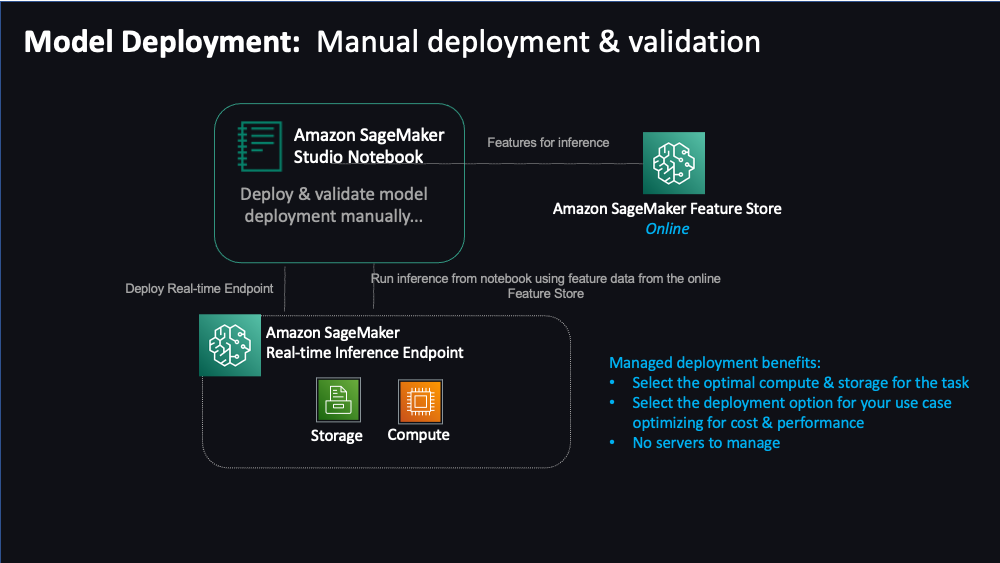 Model Deployment: Manual deployment & validation
Amazon SageMaker
Studio Notebook
Deploy & validate model
deployment manually...
Features for inference
Amazon SageMaker Feature Store
Online
Deploy Real-time Endpoint
Run inference from notebook using feature data from the online
Feature Store
Amazon SageMaker
Real-time Inference Endpoint
Storage
Compute
Managed deployment benefits:
• Select the optimal compute & storage for the task
• Select the deployment option for your use case
optimizing for cost & performance
• No servers to manage